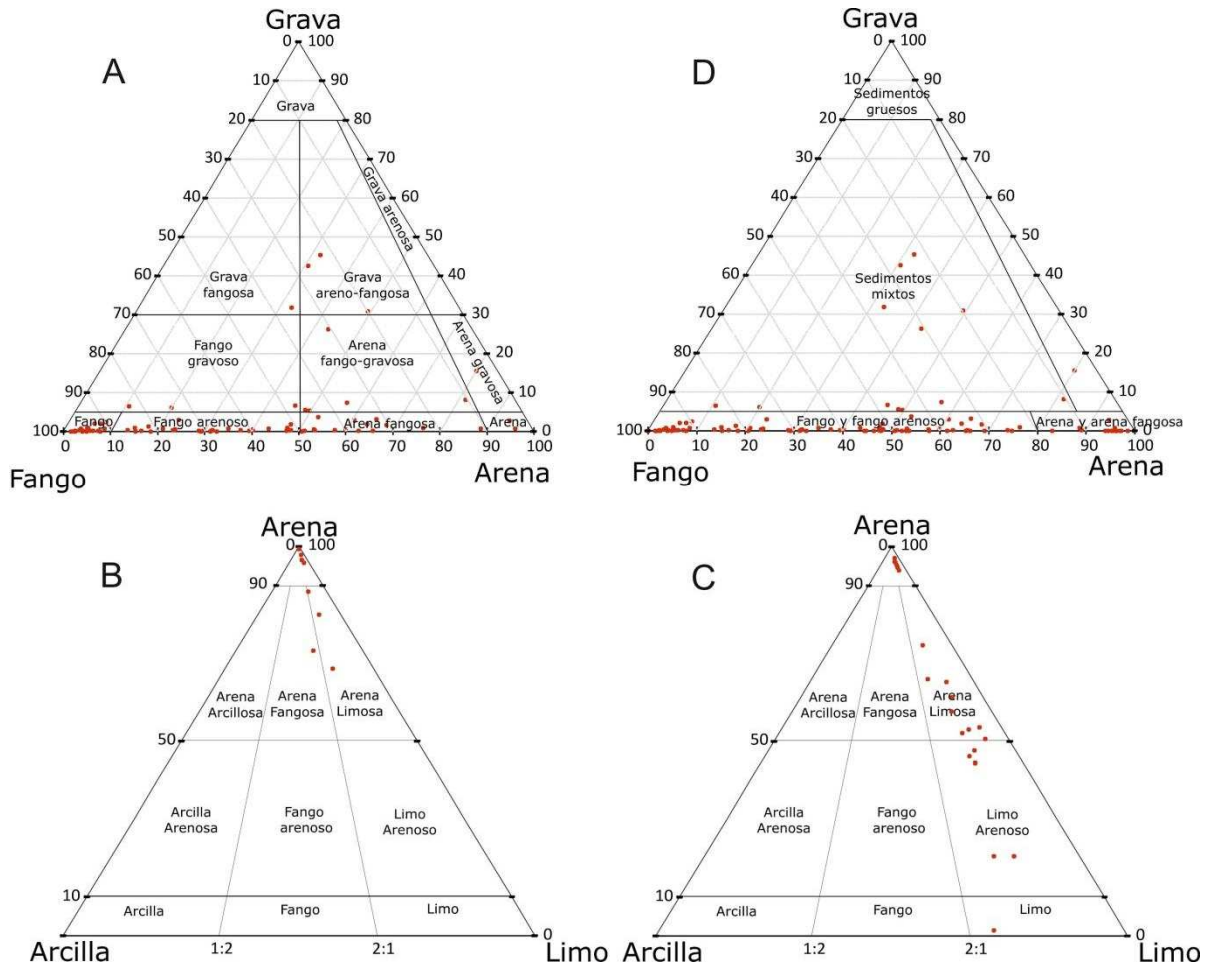 Grava
0 100
A
10 90
Grava
20 80
30 70
Grava arenosa
40 60
50 50
Grava
fangosa
Grava
areno-fangosa
60 40
70 30
Fango
gravoso
Arena
fango-gravosa
Arena gravosa
80 20
90 10
Fango
Fango arenoso
Arena fangosa
Arena
100 0
0 10 20 30 40 50 60 70 80 90 100
Fango
Arena
Grava
0 100
D
10 90
Sedimentos
gruesos
20 80
30 70
40 60
50 50
60 40
Sedimentos
mixtos
70 30
80 20
90 10
Fango y fango arenoso
Arena y arena fangosa
100 0
0 10 20 30 40 50 60 70 80 90 100
Fango
Arena
Arena
0 100
B
90
Arena
Arcillosa
Arena
Fangosa
Arena
Limosa
50
Arcilla
Arenosa
Fango
arenoso
Limo
Arenoso
10
Arcilla
Fango
Limo
0
Arcilla
1:2
2:1
Limo
Arena
0 100
C
90
Arena
Arcillosa
Arena
Fangosa
Arena
Limosa
50
Arcilla
Arenosa
Fango
arenoso
Limo
Arenoso
10
Arcilla
Fango
Limo
0
Arcilla
1:2
2:1
Limo